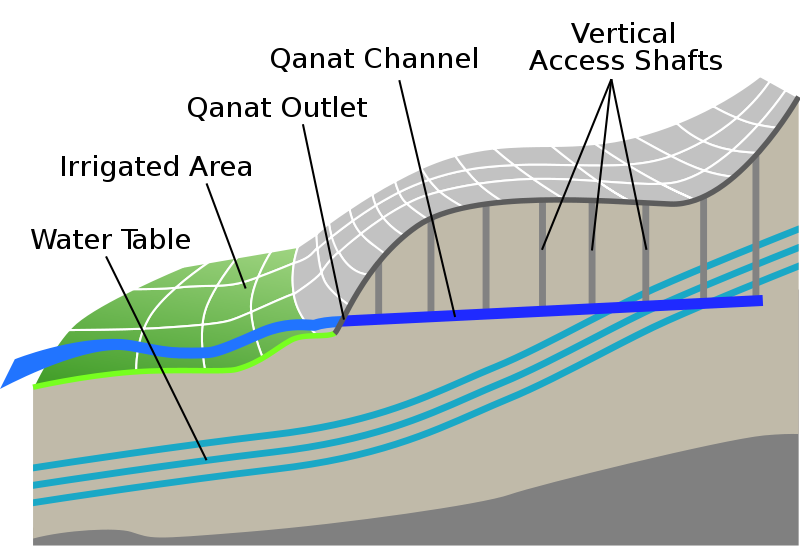 Vertical
Access Shafts
Qanat Channel
Qanat Outlet
Irrigated Area
Water Table